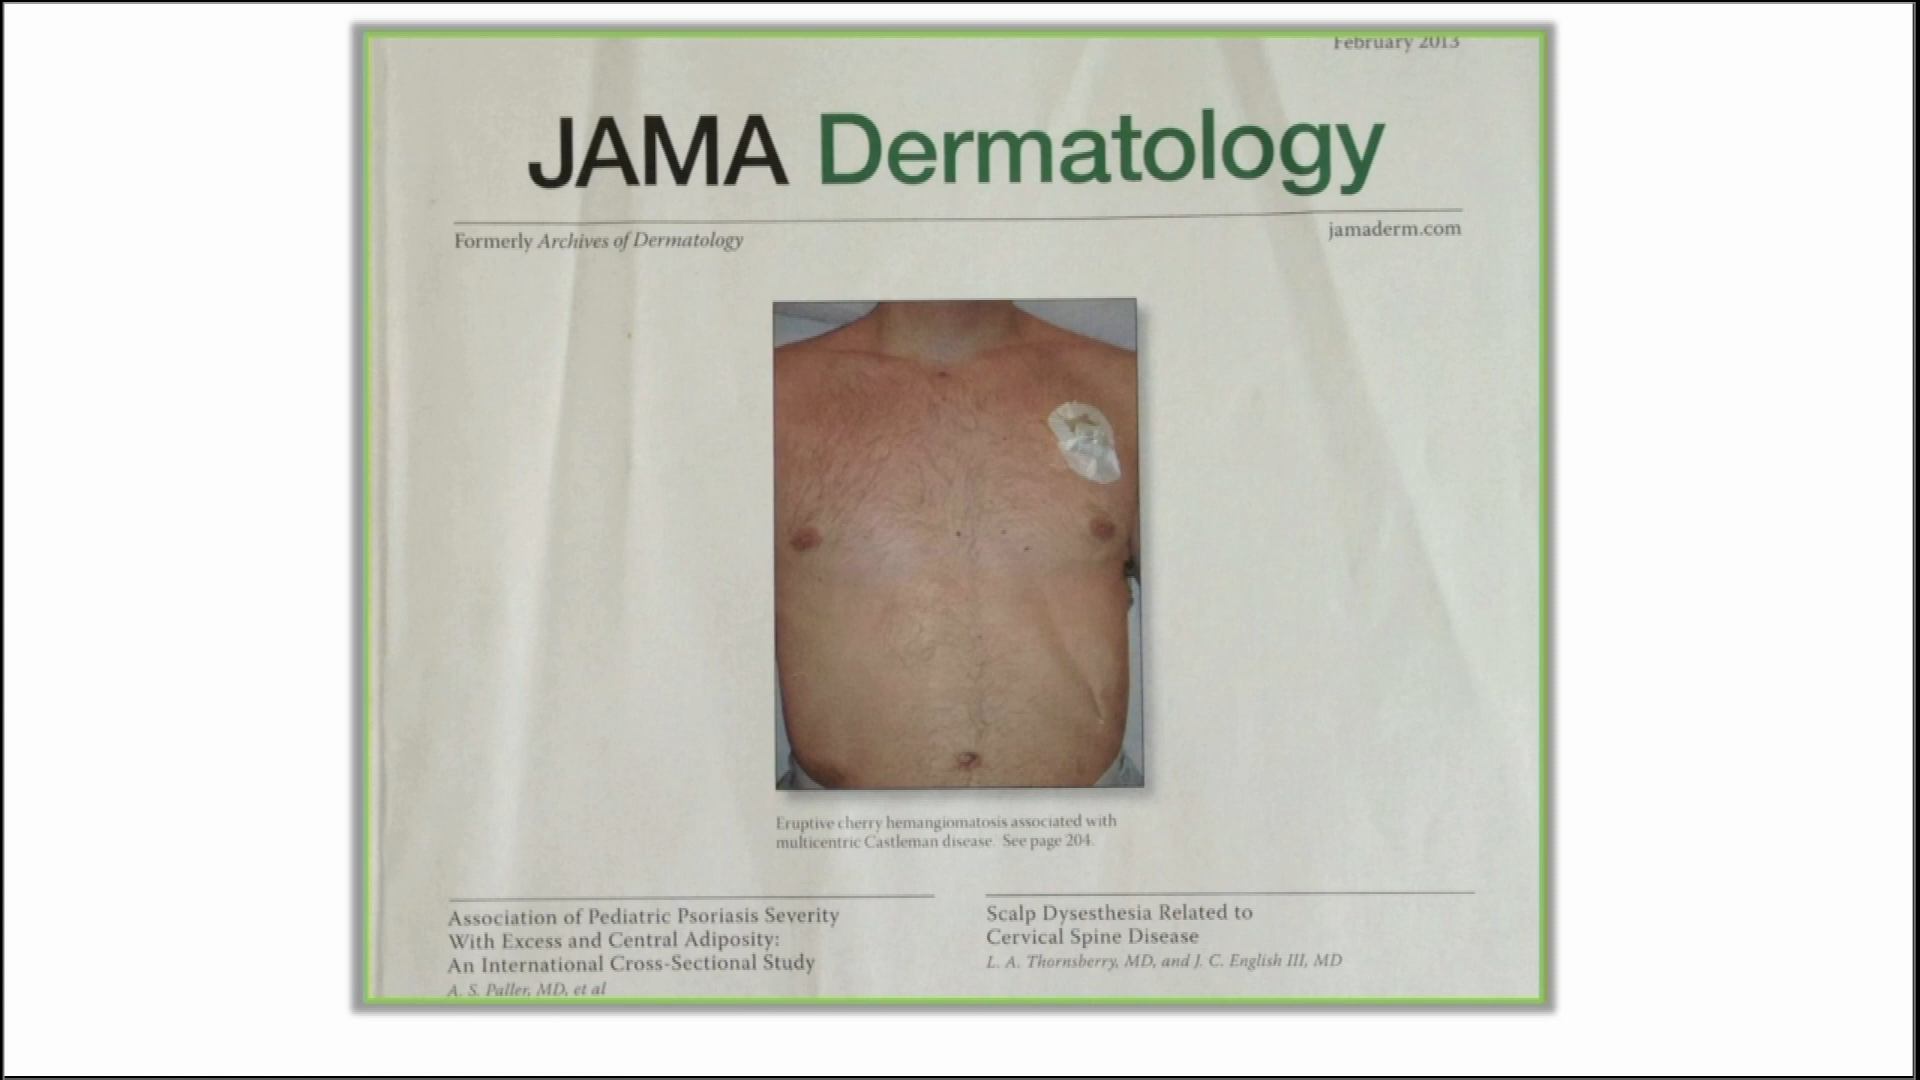 February 2013
JAMA Dermatology
Formerly Archives of Dermatology
jamaderm.com
Eruptive cherry hemangiomatosis associated with
multicentric Castleman disease. See page 204.
Association of Pediatric Psoriasis Severity
With Excess and Central Adiposity:
An International Cross-Sectional Study
A. S. Paller, MD, et al
Scalp Dysesthesia Related to
Cervical Spine Disease
L. A. Thornsberry, MD, and J. C. English III, MD